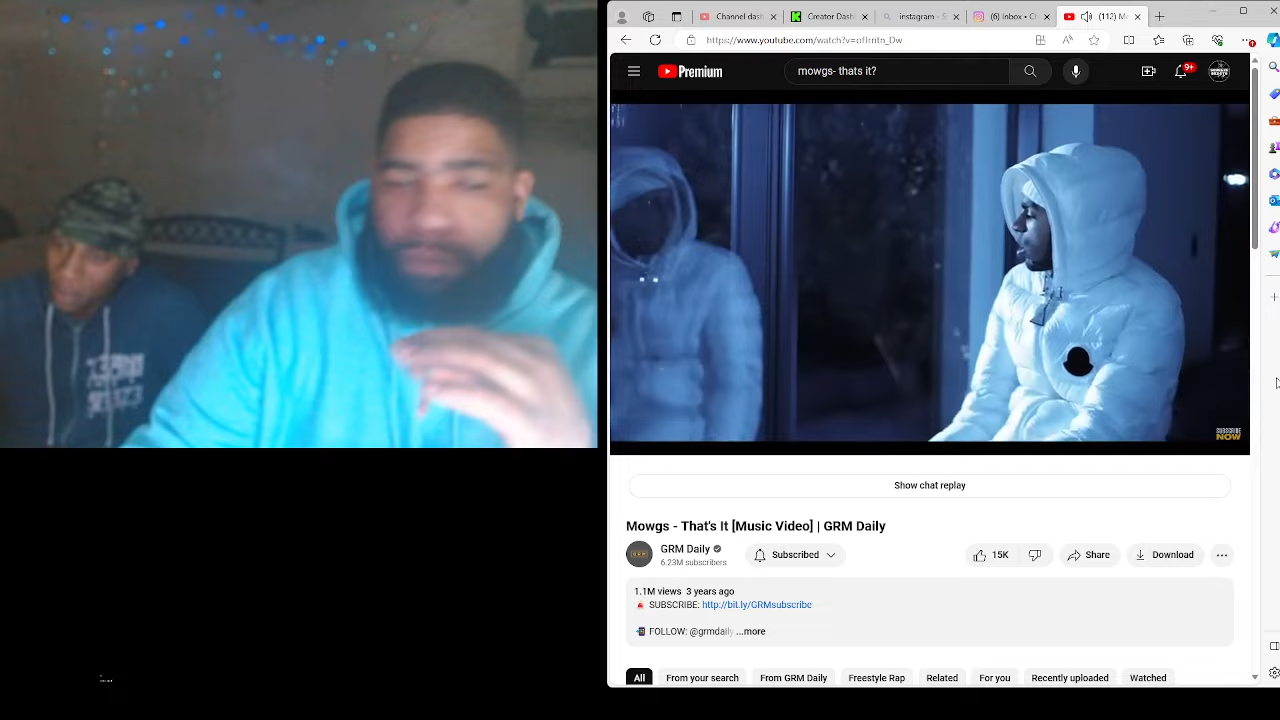 Channel das
Creator Das
instagram - S
(6) Inbox • C
(112) M
https://www.youtube.com/watch?v=ofJrntn_Dw
Premium
mowgs- thats it?
9+
SUBSCRIBE
NOW
Show chat replay
Mowgs - That's It [Music Video] | GRM Daily
GRM Daily
6.23M subscribers
Subscribed
15K
Share
Download
1.1M views 3 years ago
SUBSCRIBE: http://bit.ly/GRMsubscribe
FOLLOW: @grmdaily ...more
All
From your search
From GRM Daily
Freestyle Rap
Related
For you
Recently uploaded
Watched